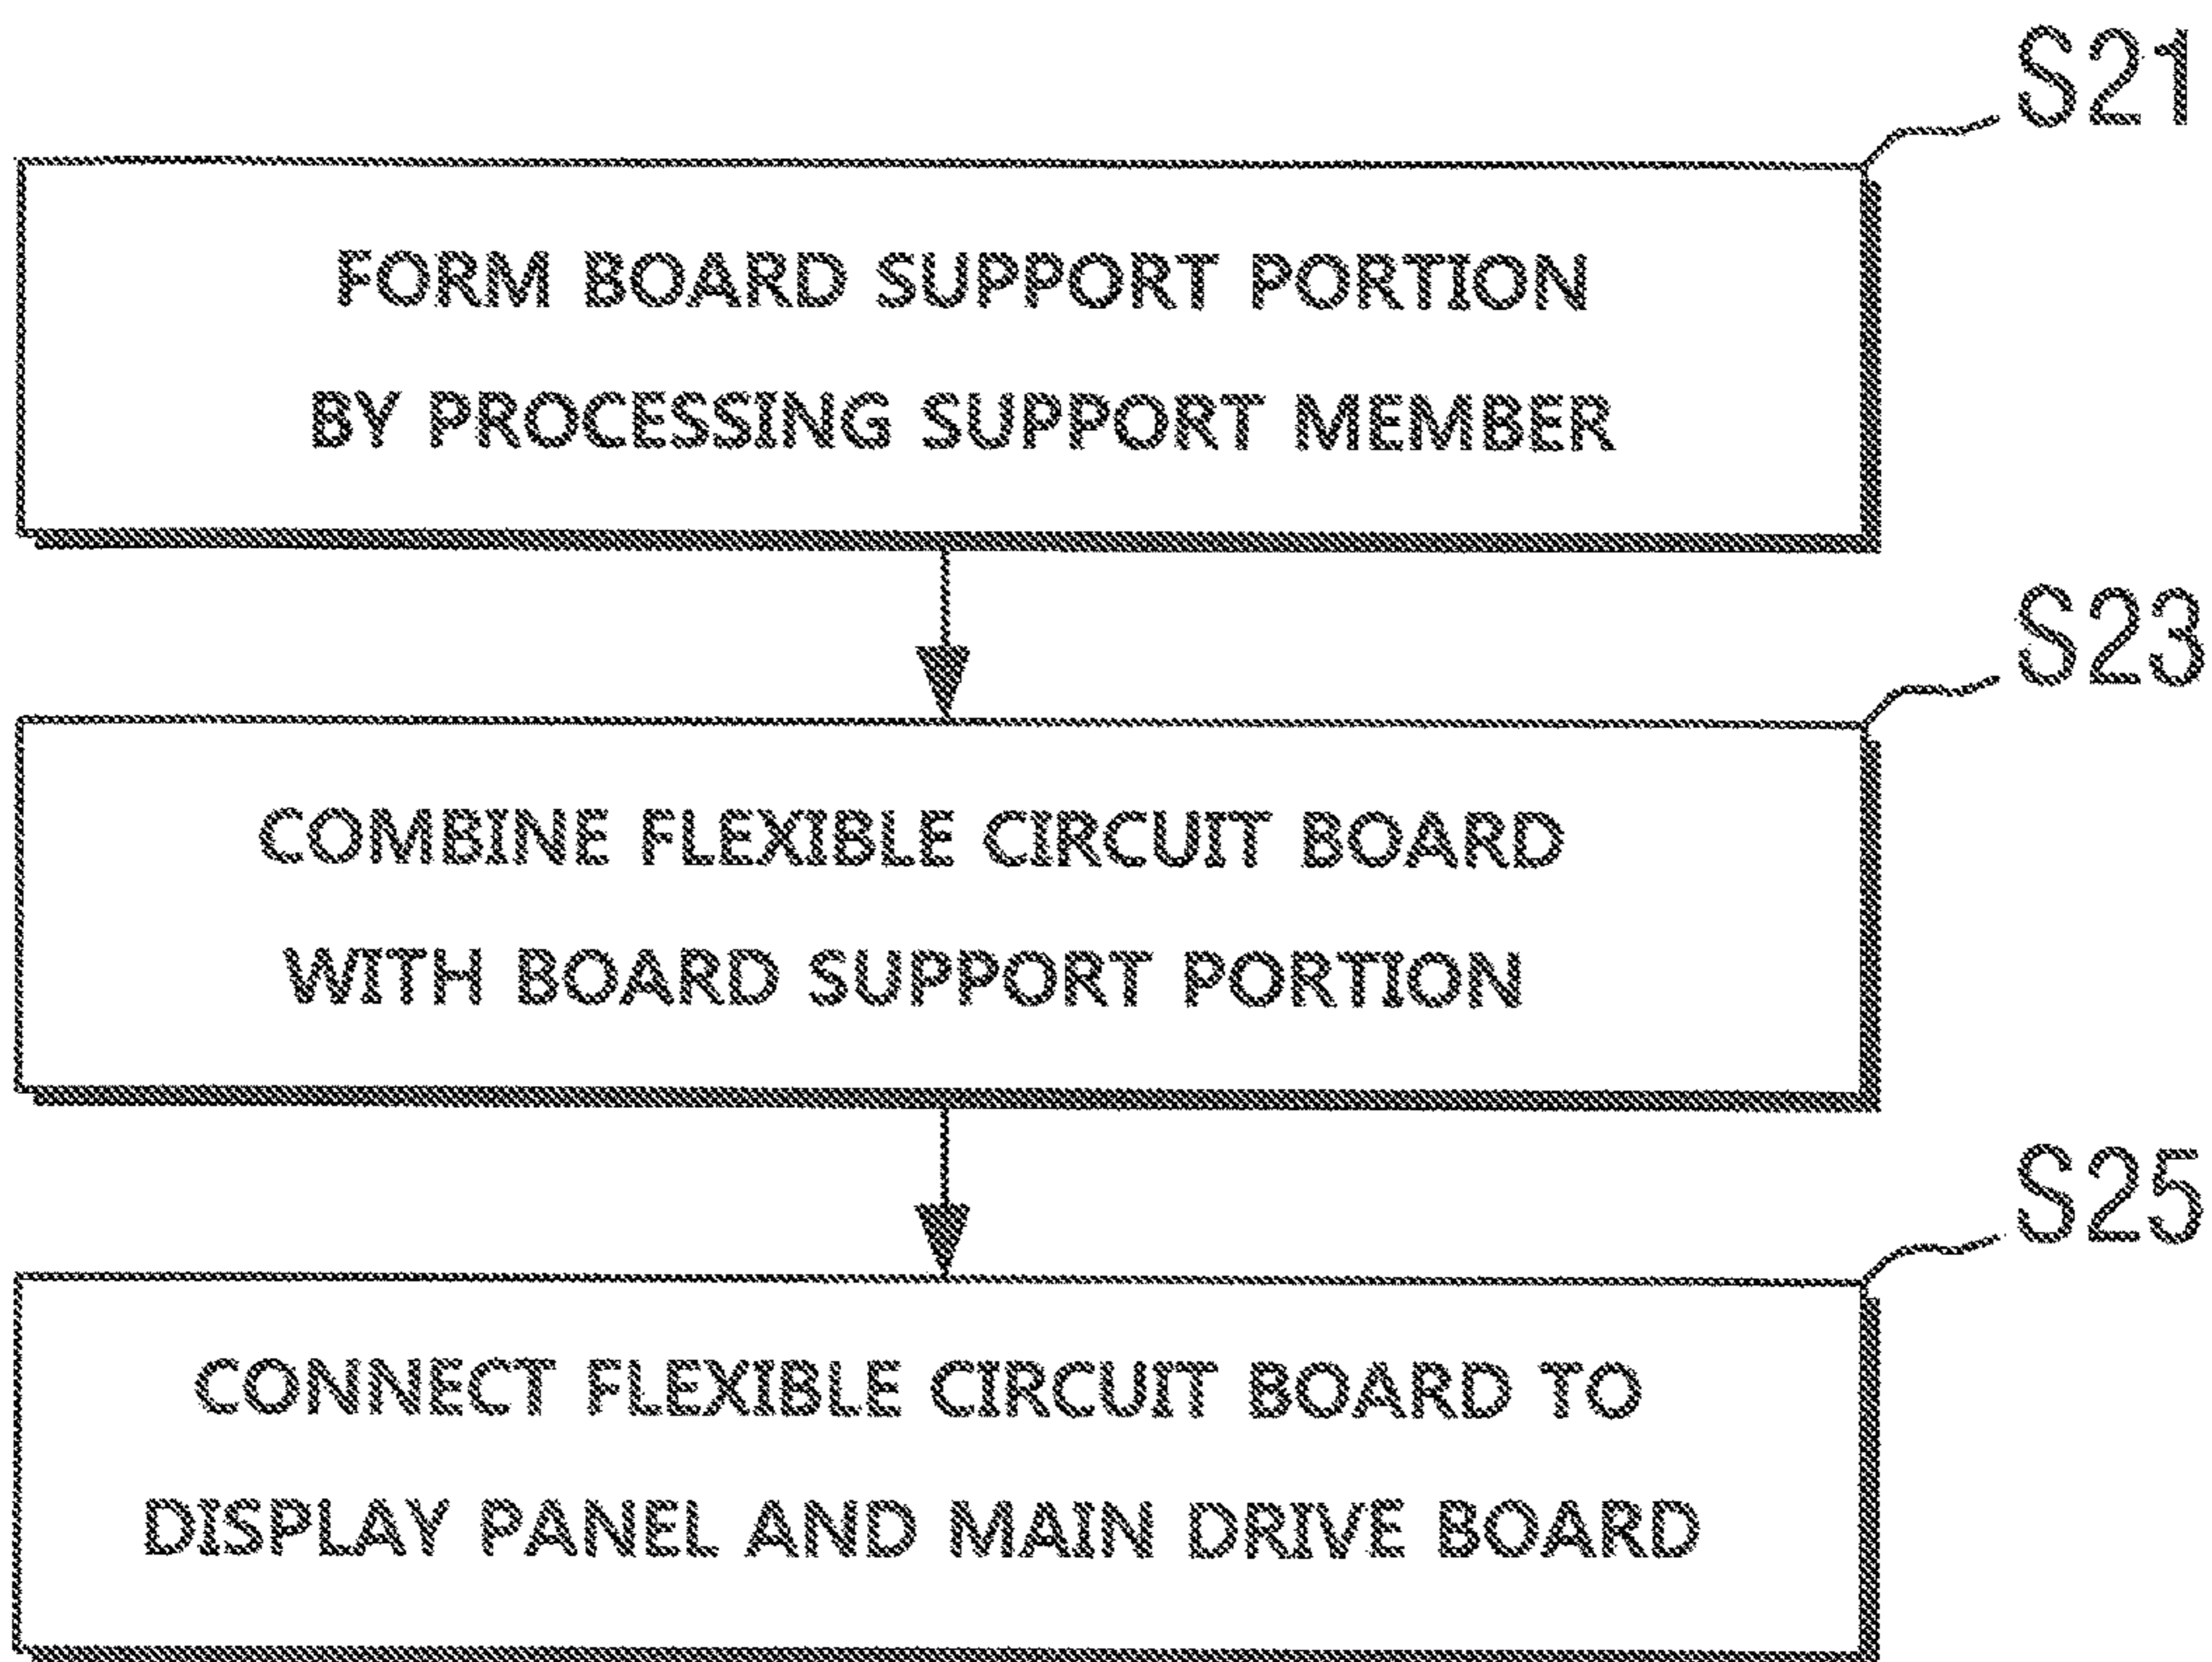 S21
FORM BOARD SUPPORT PORTION
BY PROCESSING SUPPORT MEMBER
S23
COMBINE FLEXIBLE CIRCUIT BOARD
WITH BOARD SUPPORT PORTION
S25
CONNECT FLEXIBLE CIRCUIT BOARD TO
DISPLAY PANEL AND MAIN DRIVE BOARD